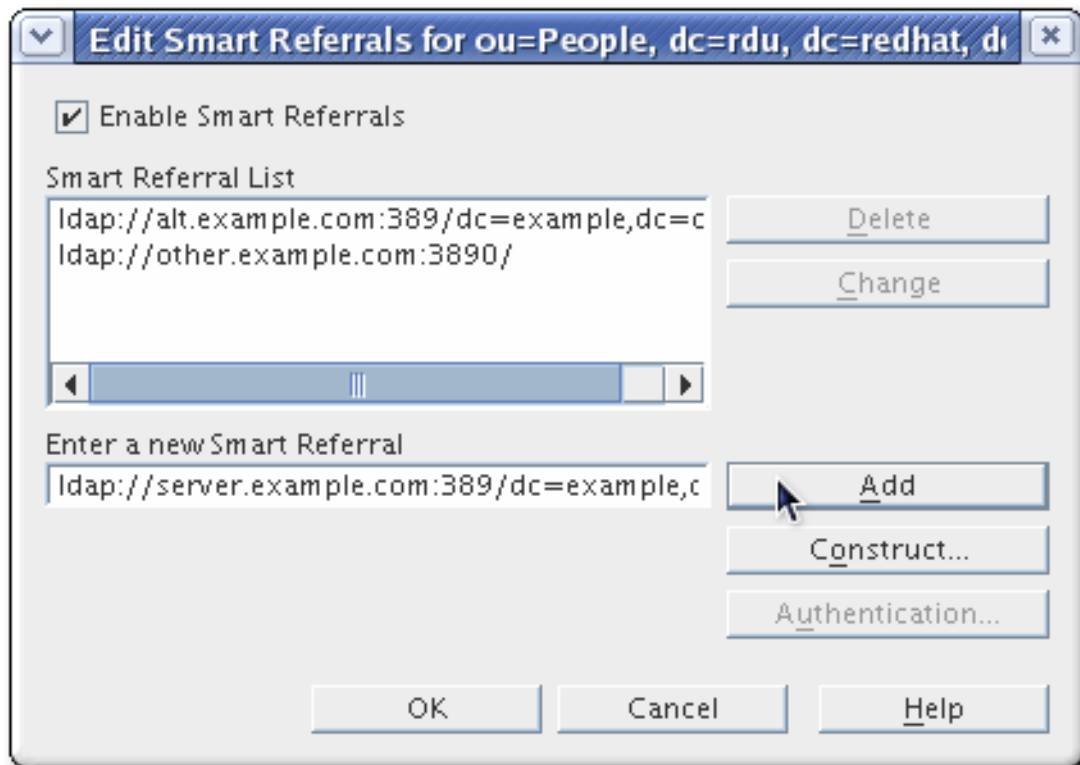 Edit Smart Referrals for ou=People, dc=rdu, dc=redhat,
Enable Smart Referrals
Smart Referral List
ldap://alt.example.com:389/dc=example,dc=c
Delete
ldap://other.example.com:3890/
Change
Enter a new Smart Referral
ldap://server.example.com:389/dc=example,c
Add
Construct...
Authentication...
OK Cancel Help